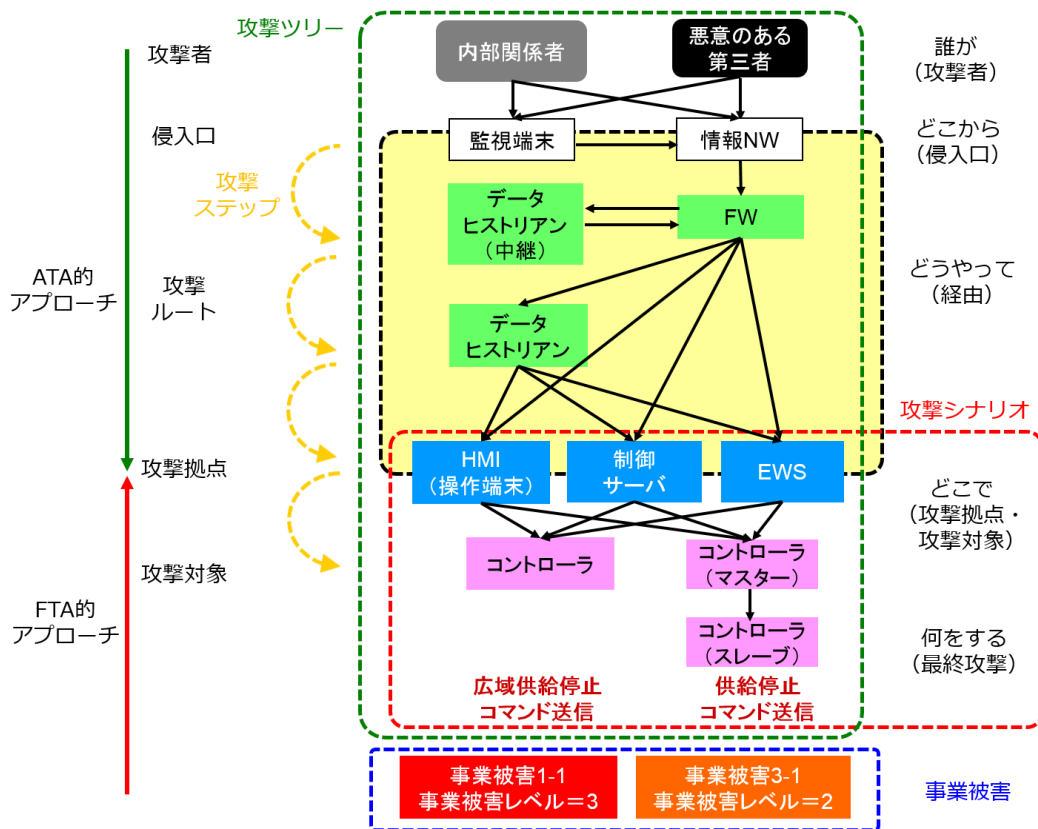 攻撃ツリー
攻撃者
内部関係者
悪意のある
第三者
誰が
（攻撃者）
侵入口
監視端末
情報NW
どこから
（侵入口）
攻撃
ステップ
データ
ヒストリアン
（中継）
FW
ATA的
アプローチ
攻撃
ルート
どうやって
（経由）
データ
ヒストリアン
攻撃シナリオ
攻撃拠点
HMI
（操作端末）
制御
サーバ
EWS
どこで
（攻撃拠点・
攻撃対象）
攻撃対象
コントローラ
コントローラ
（マスター）
FTA的
アプローチ
コントローラ
（スレーブ）
何をする
（最終攻撃）
広域供給停止
コマンド送信
供給停止
コマンド送信
事業被害1-1
事業被害レベル＝3
事業被害3-1
事業被害レベル＝2
事業被害